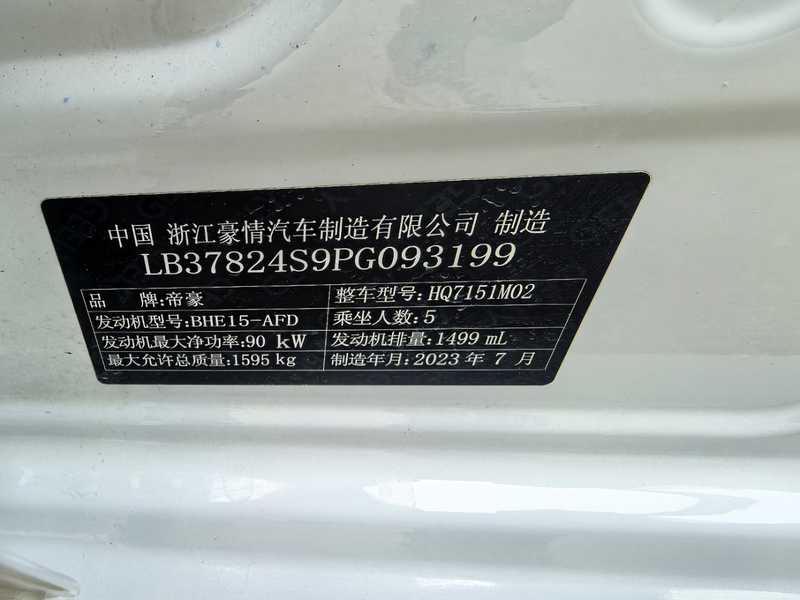 中国 浙江豪情汽车制造有限公司 制造
LB37824S9PG093199
品 牌:帝豪 整车型号:HQ7151M02
发动机型号:BHE15-AFD 乘坐人数:5
发动机最大净功率:90 kW 发动机排量:1499 mL
最大允许总质量:1595 kg 制造年月:2023 年 7 月